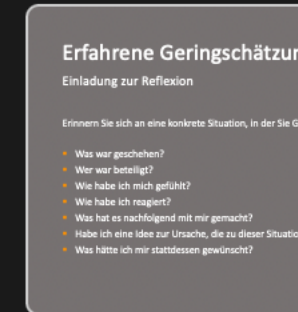 Erfahrene Geringschätzun
Einladung zur Reflexion
Erinnern Sie sich an eine konkrete Situation, in der Sie G
Was war geschehen?
Wer war beteiligt?
Wie habe ich mich gefühlt?
Wie habe ich reagiert?
Was hat es nachfolgend mit mir gemacht?
Habe ich eine Idee zur Ursache, die zu dieser Situatio
Was hätte ich mir stattdessen gewünscht?